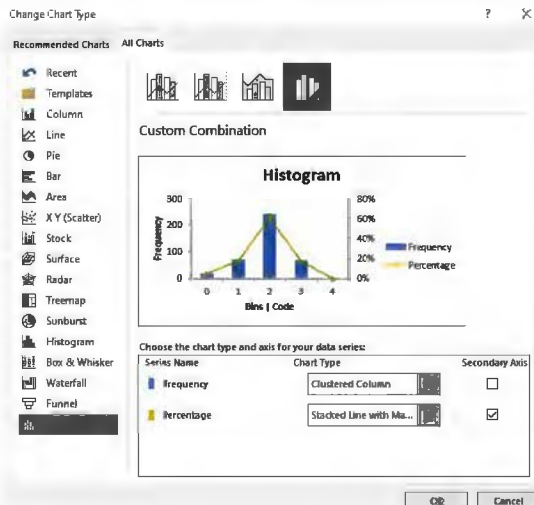 Change Chart Type ? X
Recommended Charts All Charts
Recent
Templates
Column
Line
Pie
Bar
Area
X Y (Scatter)
Stock
Surface
Radar
Treemap
Sunburst
Histogram
Box & Whisker
Waterfall
Funnel
Custom Combination
Histogram
Frequency
300
200
100
0
80%
60%
40%
20%
0%
0 1 2 3 4
Bins | Code
Frequency
Percentage
Choose the chart type and axis for your data series:
Series Name Chart Type Secondary Axis
Frequency Clustered Column
Percentage Stacked Line with Ma...
OK Cancel